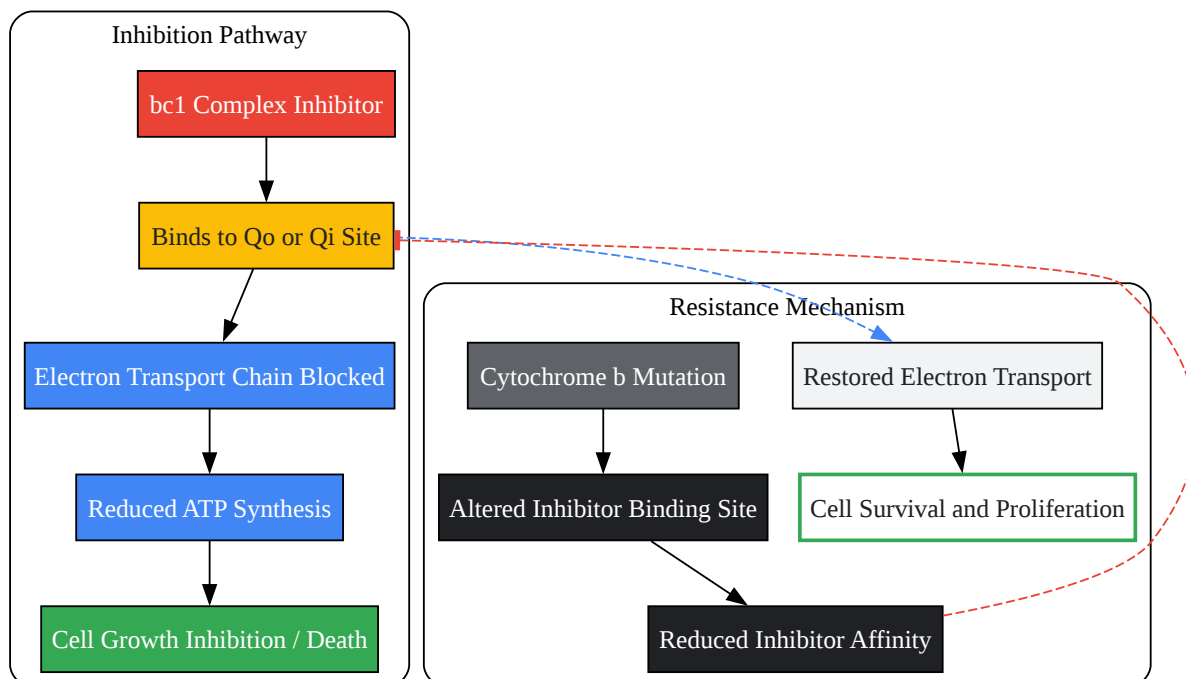 Inhibition Pathway
bc1 Complex Inhibitor
Binds to Qo or Qi Site
Electron Transport Chain Blocked
Reduced ATP Synthesis
Cell Growth Inhibition / Death
Resistance Mechanism
Cytochrome b Mutation
Restored Electron Transport
Altered Inhibitor Binding Site
Cell Survival and Proliferation
Reduced Inhibitor Affinity